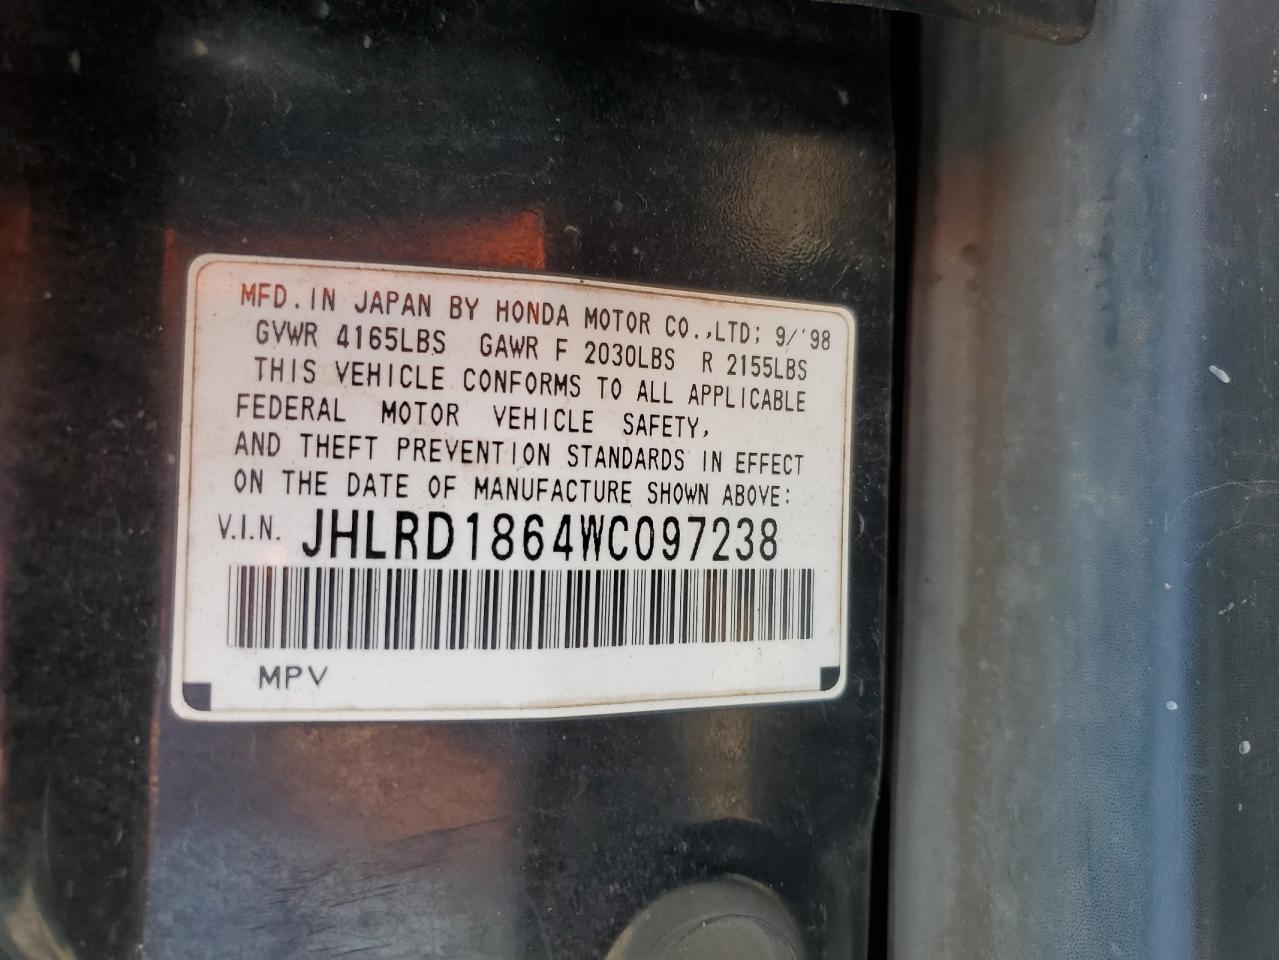 MFD. IN JAPAN BY HONDA MOTOR CO.,LTD; 9/'98
GVWR 4165LBS GAWR F 2030LBS R 2155LBS
THIS VEHICLE CONFORMS TO ALL APPLICABLE
FEDERAL MOTOR VEHICLE SAFETY,
AND THEFT PREVENTION STANDARDS IN EFFECT
ON THE DATE OF MANUFACTURE SHOWN ABOVE:
V.I.N. JHLRD1864WC097238
MPV